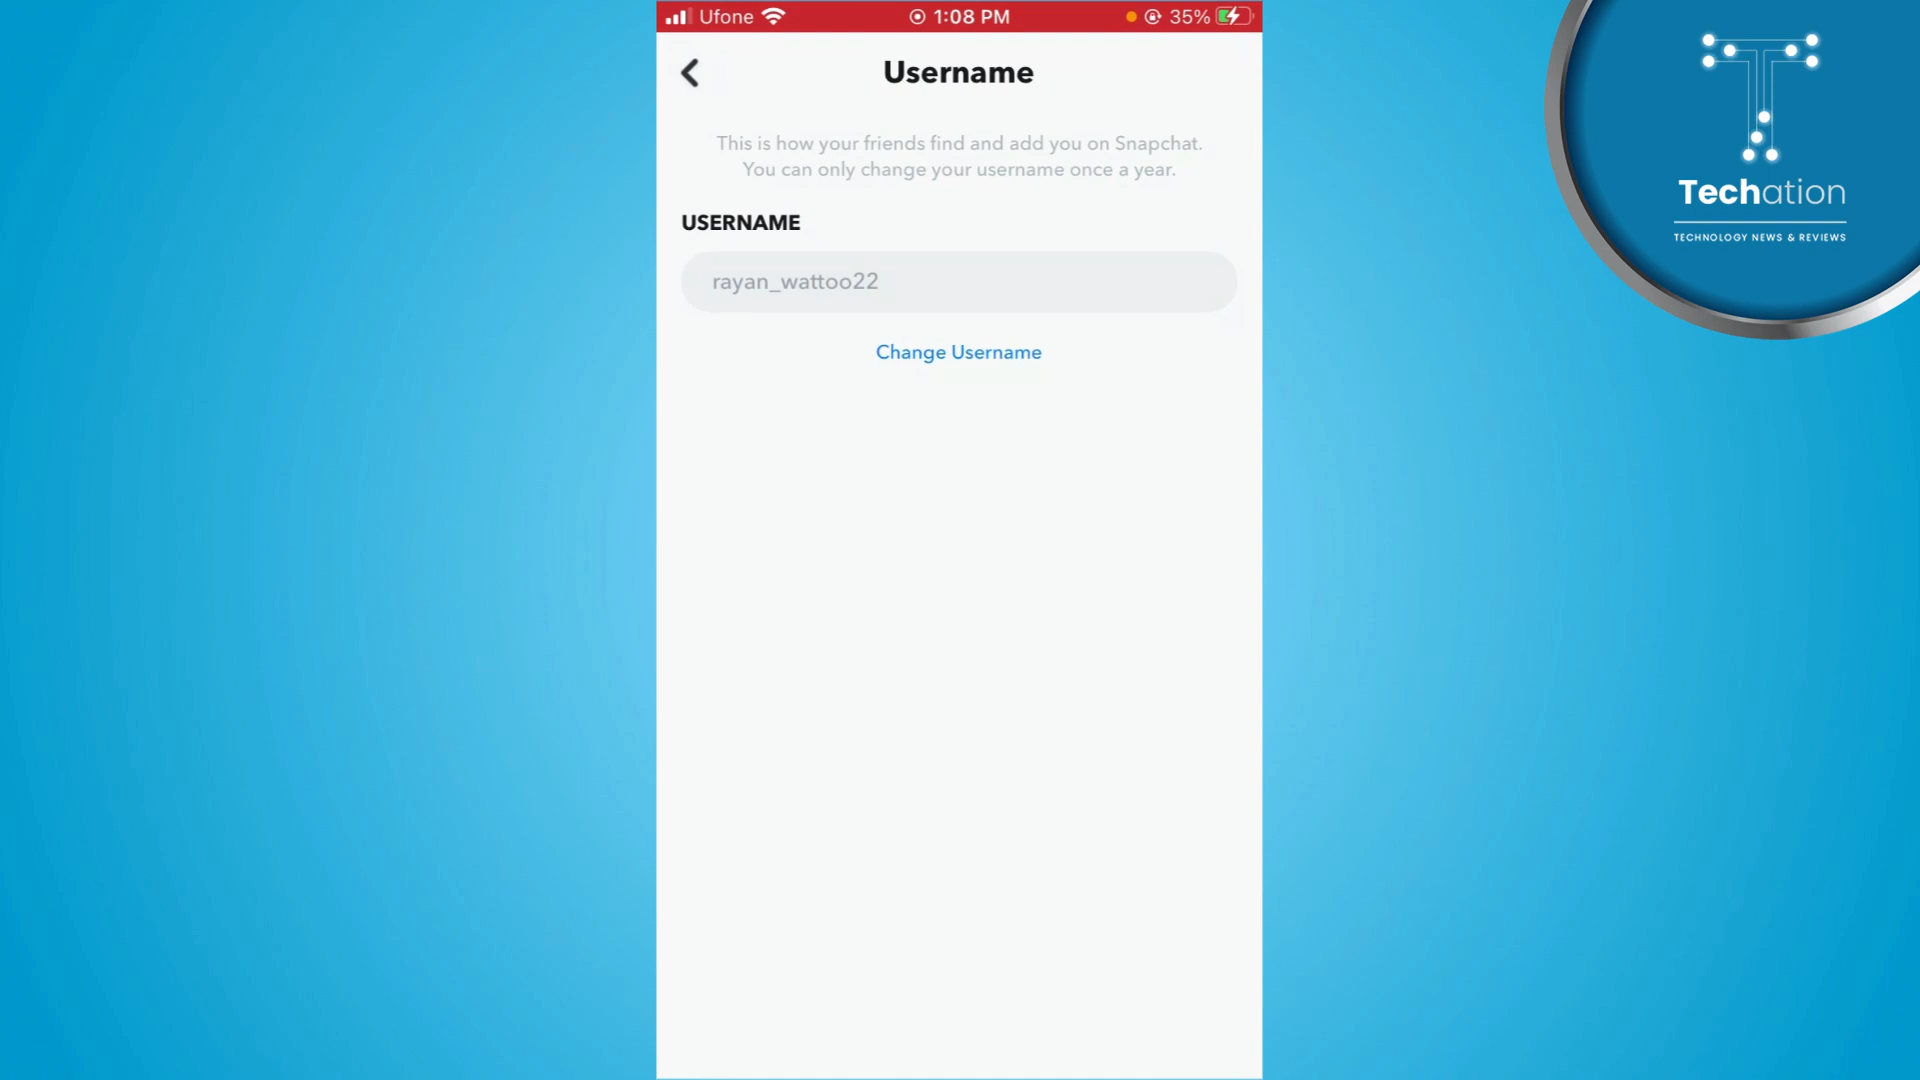 Ufone 1:08 PM 35%
Username
This is how your friends find and add you on Snapchat.
You can only change your username once a year.
USERNAME
rayan_wattoo22
Change Username
Techation
TECHNOLOGY NEWS & REVIEWS